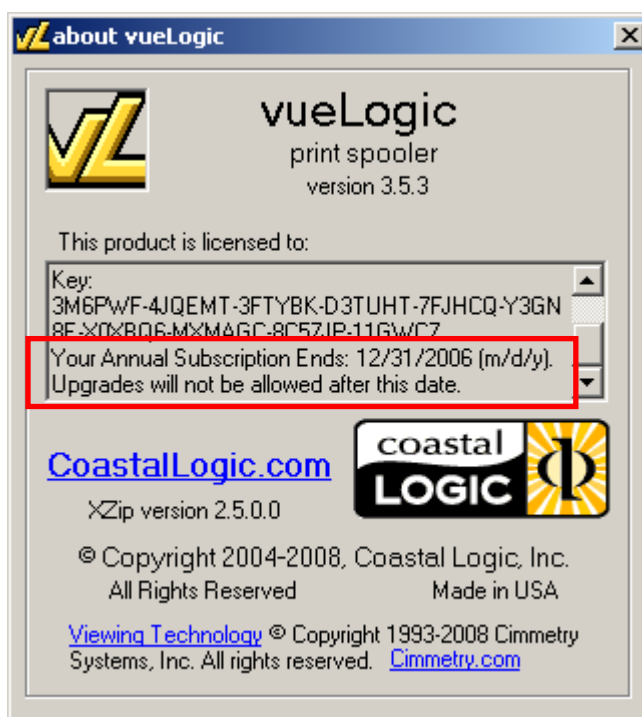 about vueLogic
vueLogic
print spooler
version 3.5.3
This product is licensed to:
Key:
3M6PWF-4JQEMT-3FTYBK-D3TUHT-7FJHCQ-Y3GN
Your Annual Subscription Ends: 12/31/2006 (m/d/y).
Upgrades will not be allowed after this date.
CoastalLogic.com
coastal
LOGIC
XZip version 2.5.0.0
© Copyright 2004-2008, Coastal Logic, Inc.
All Rights Reserved Made in USA
Viewing Technology © Copyright 1993-2008 Cimmetry
Systems, Inc. All rights reserved. Cimmetry.com